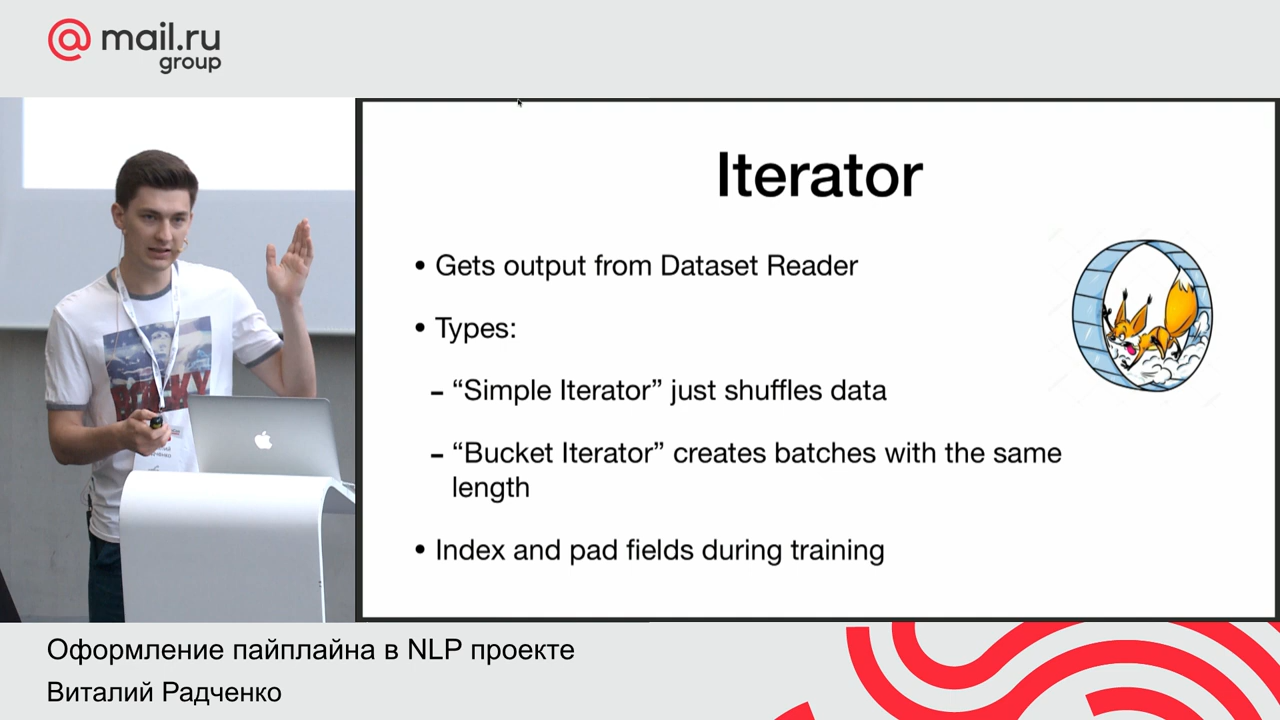 @ mail.ru
group
Iterator
• Gets output from Dataset Reader
• Types:
– “Simple Iterator” just shuffles data
– “Bucket Iterator” creates batches with the same
length
• Index and pad fields during training
Оформление пайплайна в NLP проекте
Виталий Радченко